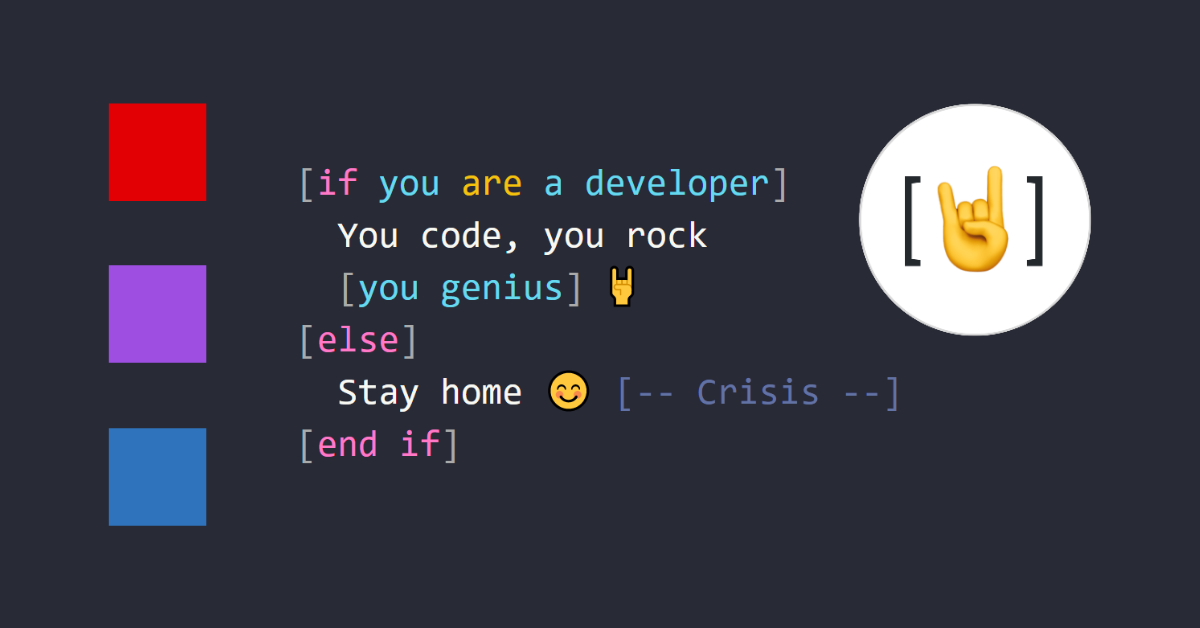 [if you are a developer]
You code, you rock
[you genius] 🤘
[else]
Stay home 😊 [-- Crisis --]
[end if]
[🤘]